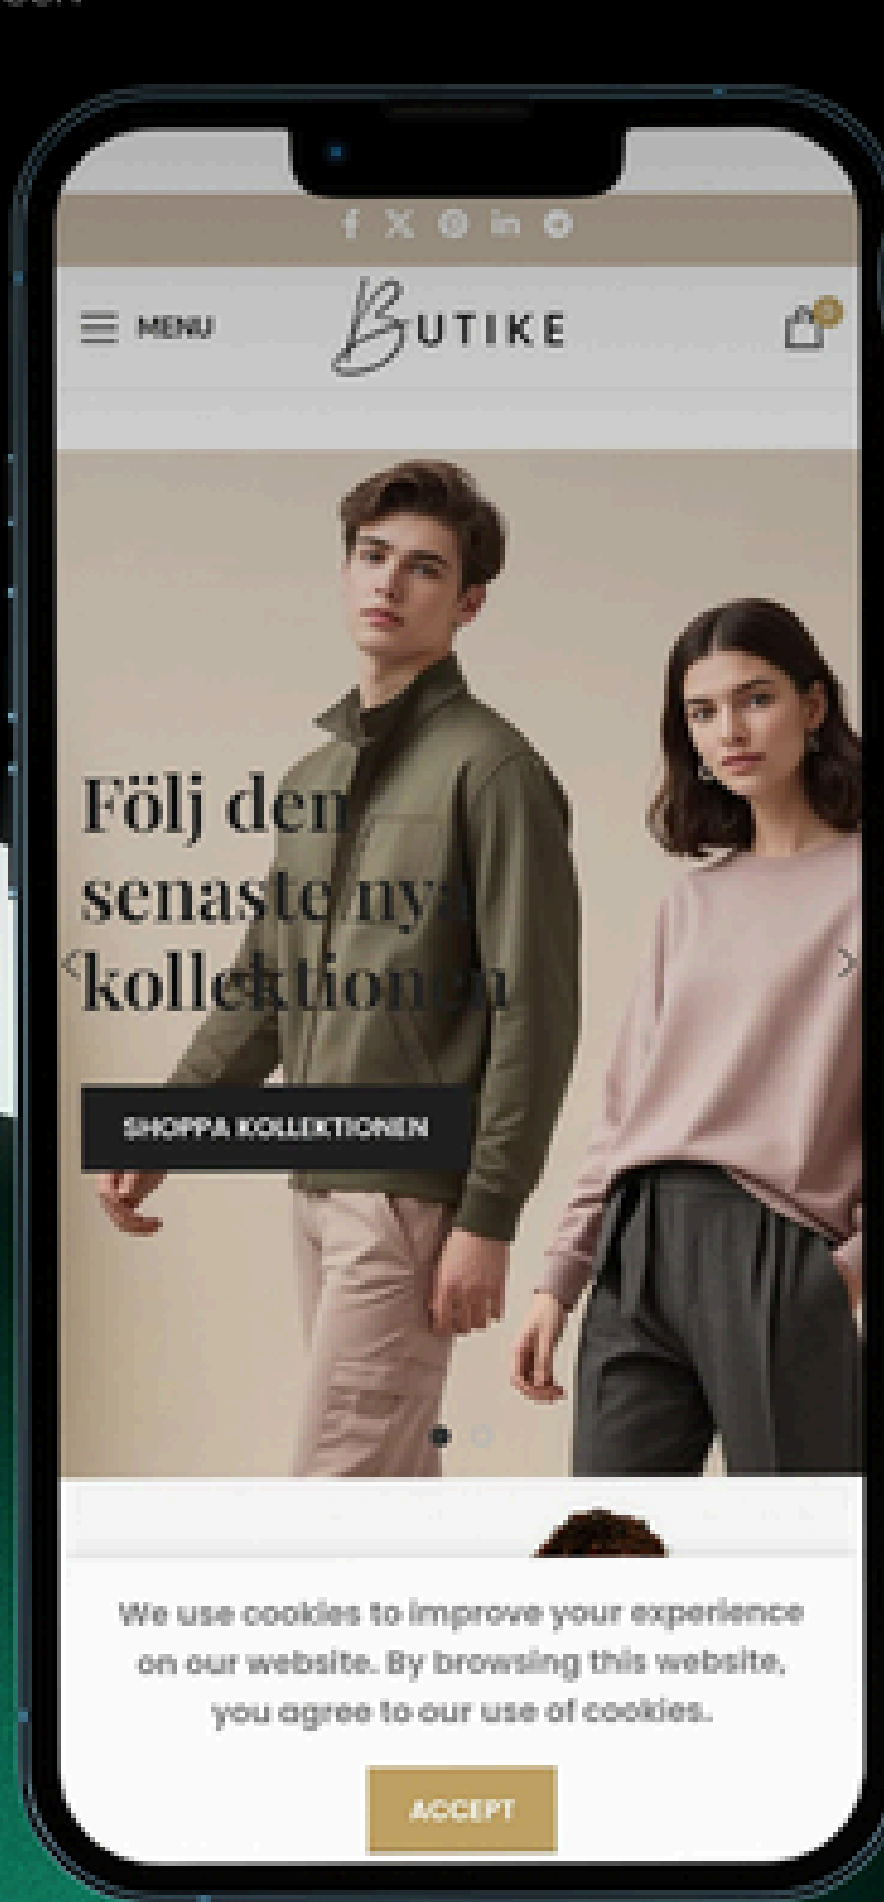 MENU
BUTIKE
0
Följ den
senaste nya
kollektionen
SHOPPA KOLLEKTIONEN
We use cookies to improve your experience
on our website. By browsing this website,
you agree to our use of cookies.
ACCEPT